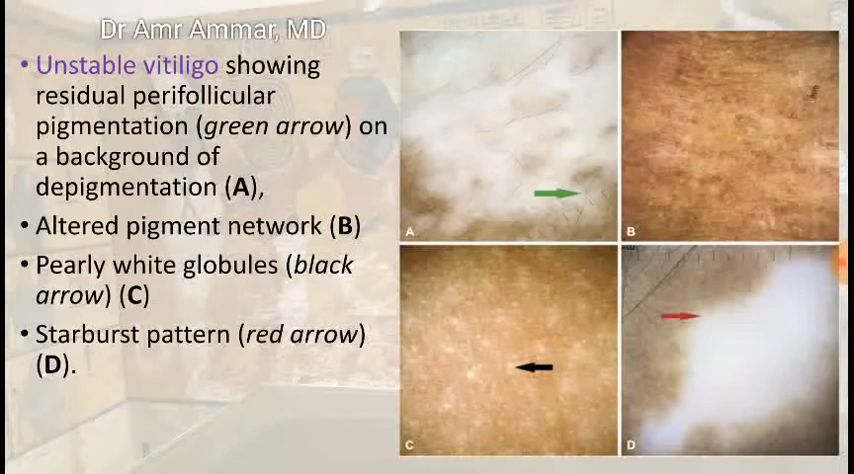 Dr Amr Ammar, MD
• Unstable vitiligo showing
residual perifollicular
pigmentation (green arrow) on
a background of
depigmentation (A),
• Altered pigment network (B)
• Pearly white globules (black
arrow) (C)
• Starburst pattern (red arrow)
(D).
A
B
C
D